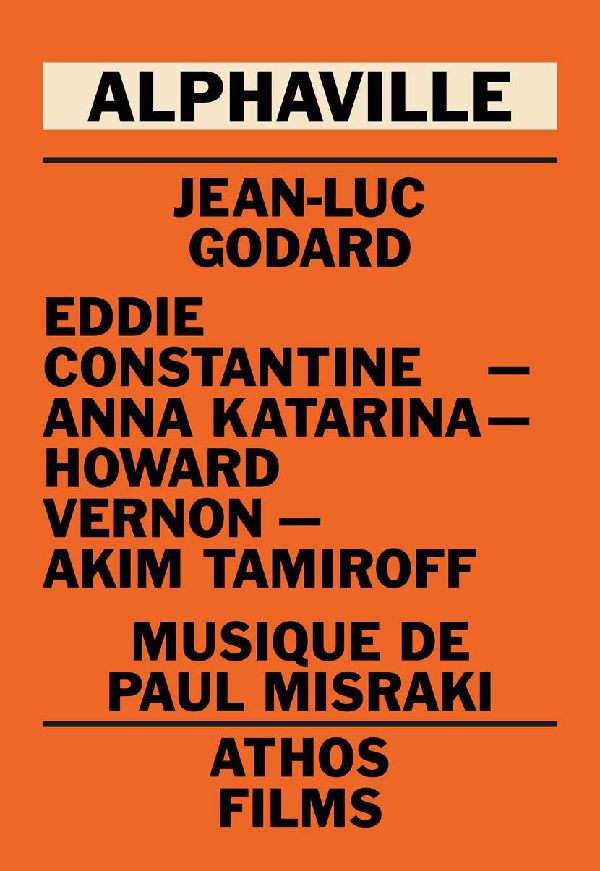 ALPHAVILLE
JEAN-LUC
GODARD
EDDIE
CONSTANTINE —
ANNA KATARINA —
HOWARD
VERNON —
AKIM TAMIROFF
MUSIQUE DE
PAUL MISRAKI
ATHOS
FILMS